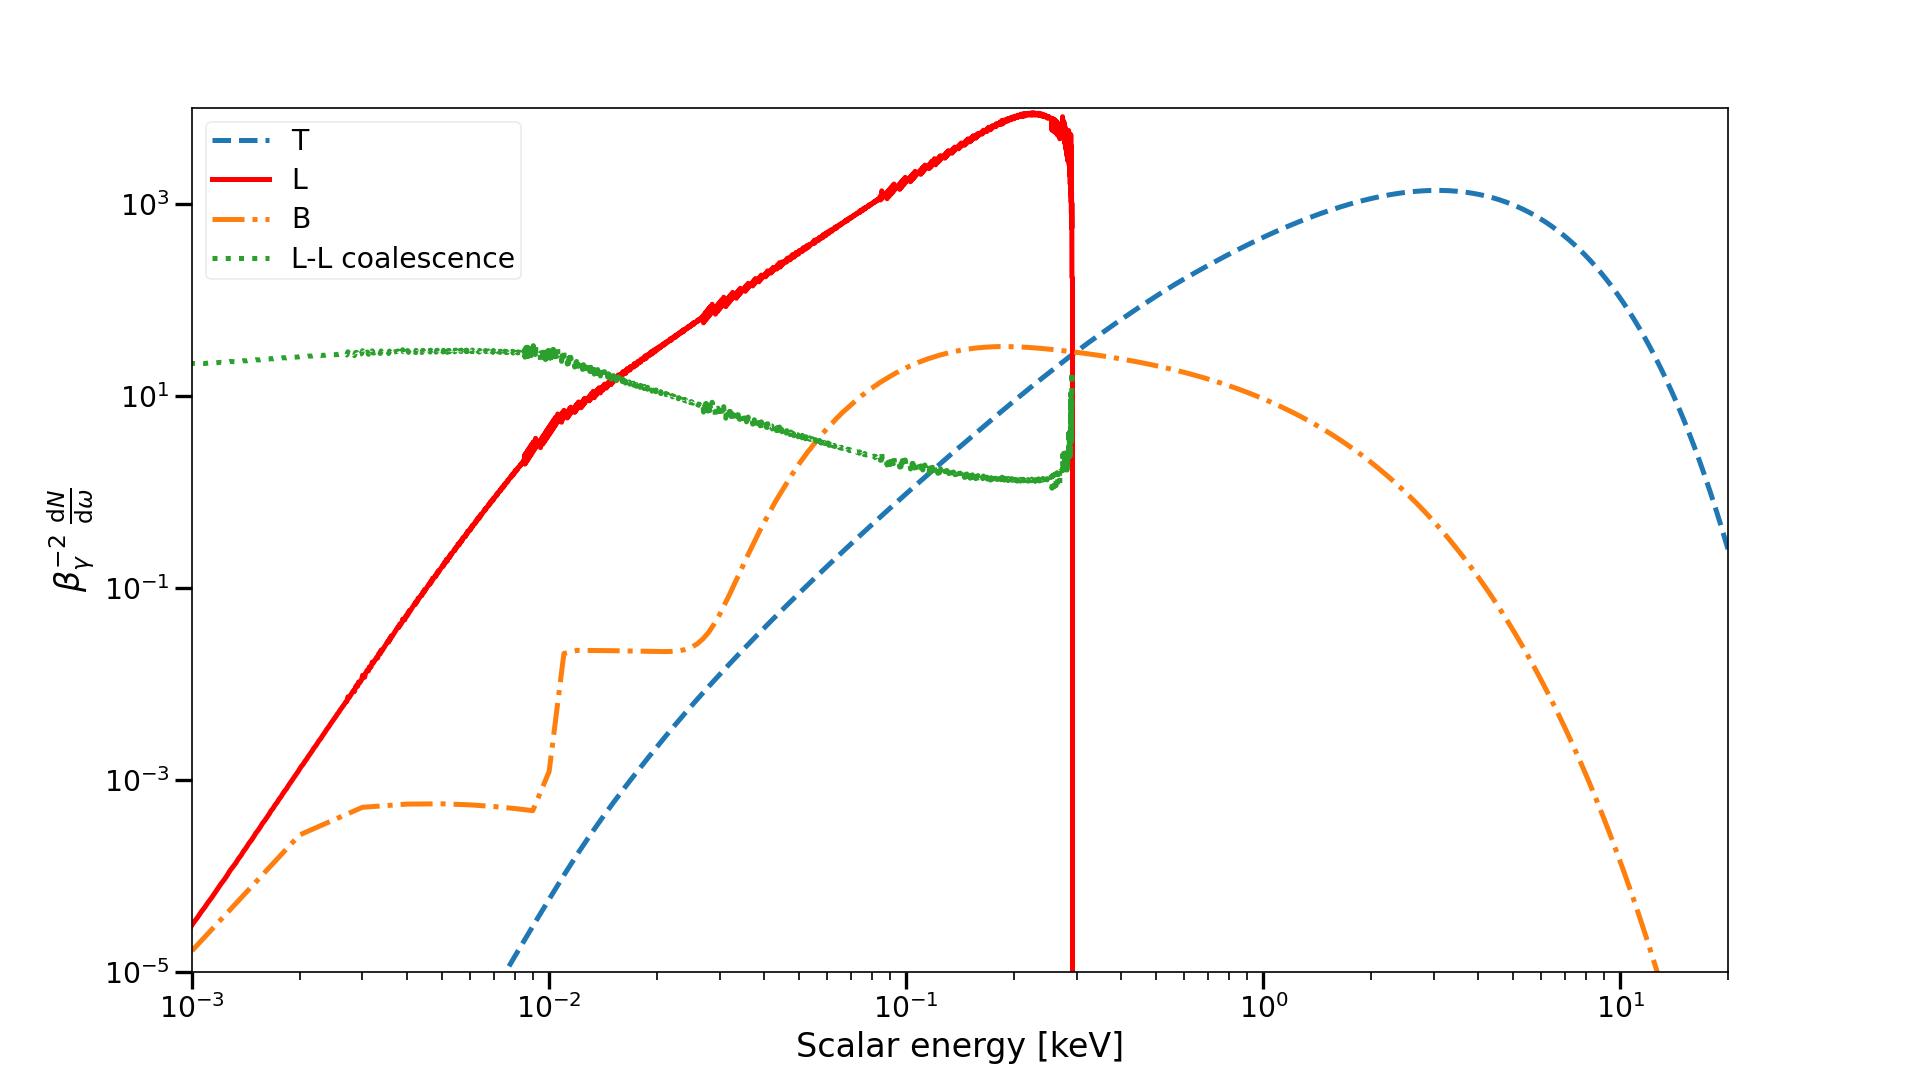 T
L
B
L-L coalescence
10³
10¹
10⁻¹
10⁻³
10⁻⁵
β_γ⁻² dN/dω
10⁻³ 10⁻² 10⁻¹ 10⁰ 10¹
Scalar energy [keV]